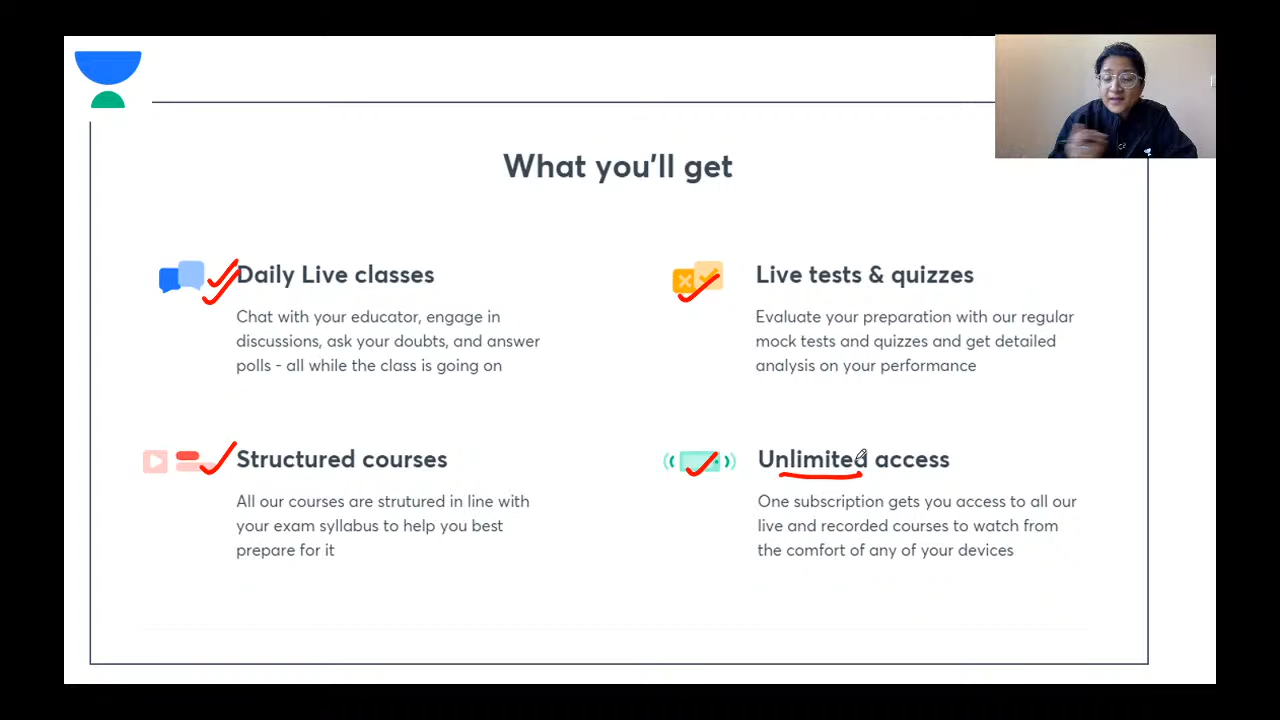 What you'll get
Daily Live classes
Chat with your educator, engage in
discussions, ask your doubts, and answer
polls - all while the class is going on
Live tests & quizzes
Evaluate your preparation with our regular
mock tests and quizzes and get detailed
analysis on your performance
Structured courses
All our courses are strutured in line with
your exam syllabus to help you best
prepare for it
Unlimited access
One subscription gets you access to all our
live and recorded courses to watch from
the comfort of any of your devices